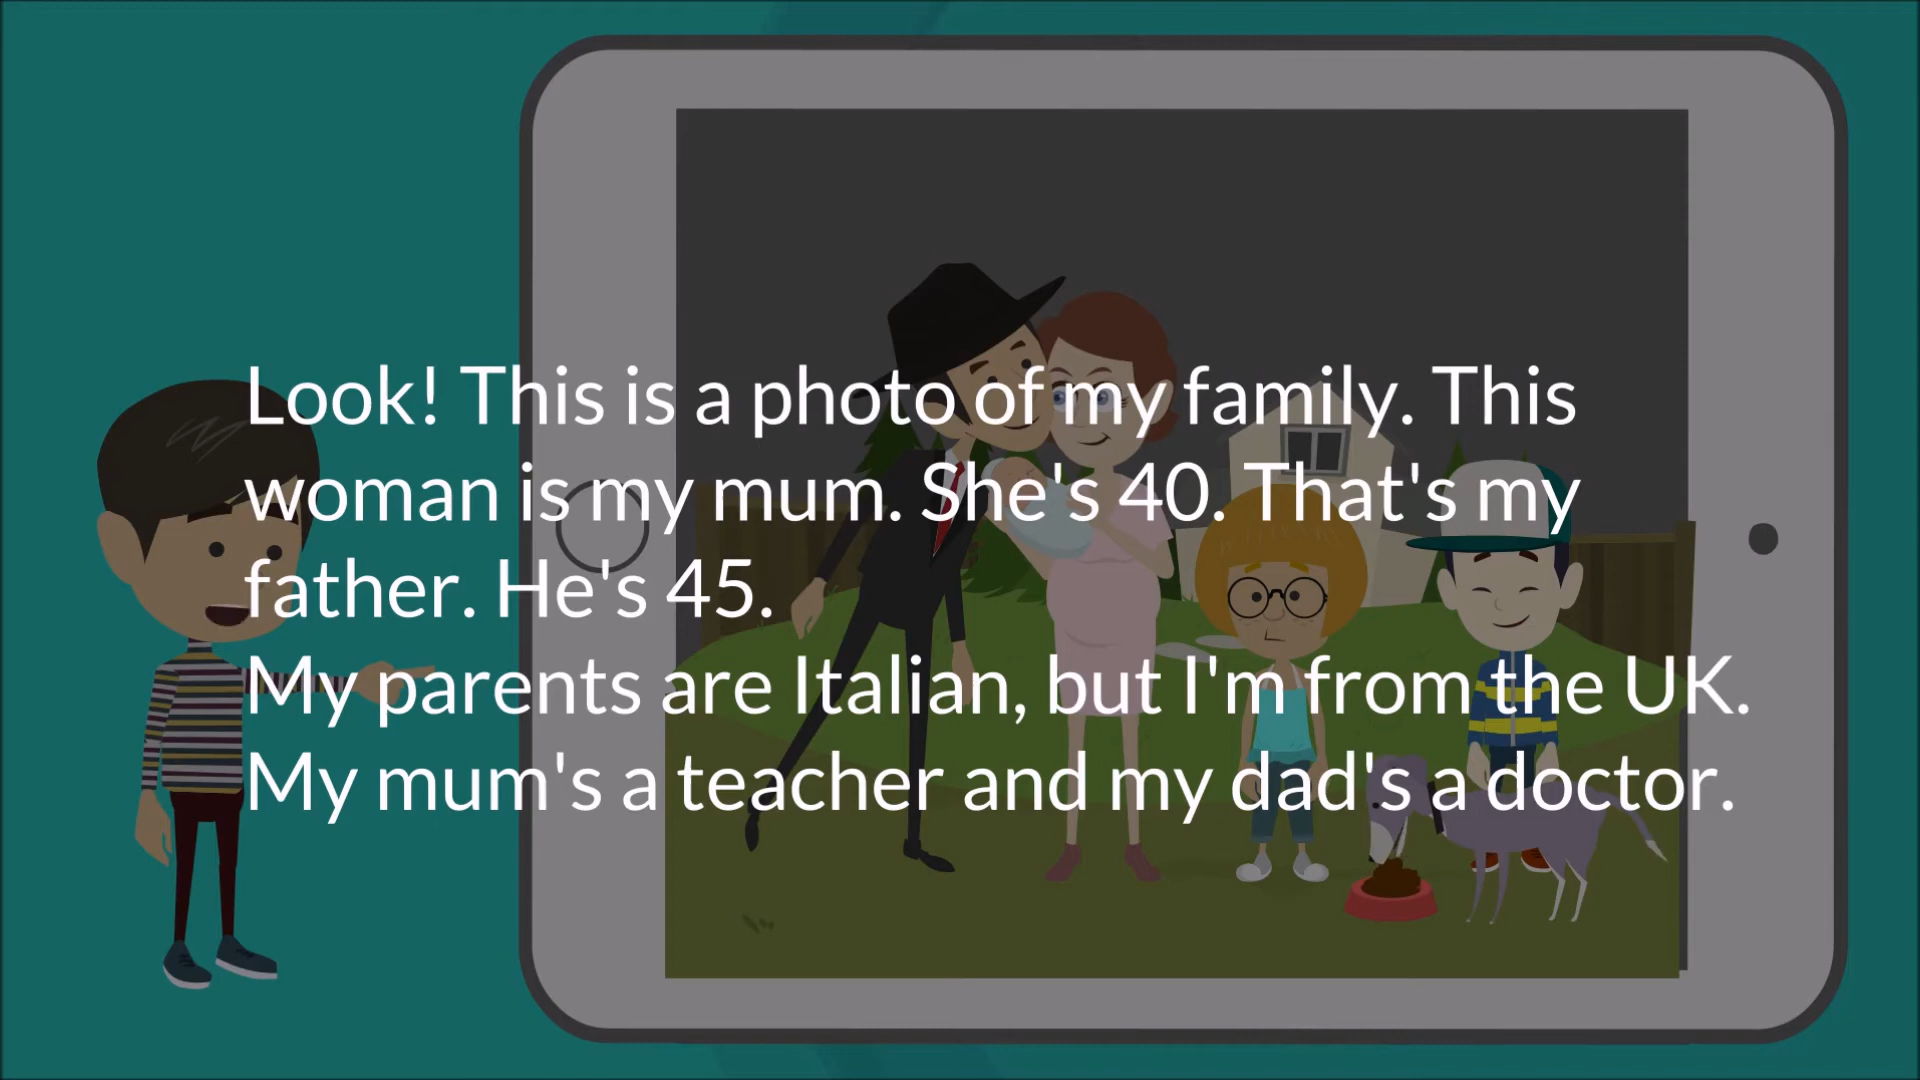 Look! This is a photo of my family. This
woman is my mum. She's 40. That's my
father. He's 45.
My parents are Italian, but I'm from the UK.
My mum's a teacher and my dad's a doctor.